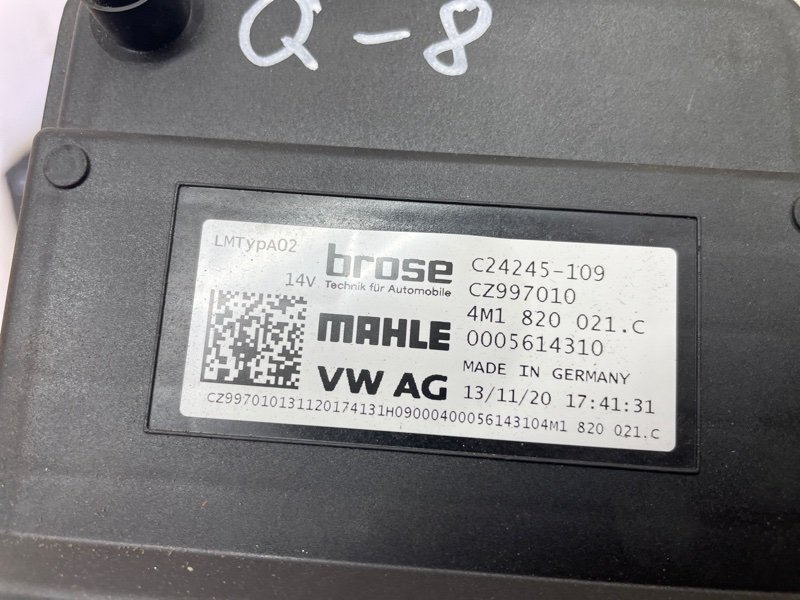 Q-8
LMTypA02
14V
brose
Technik für Automobile
MAHLE
VW AG
C24245-109
CZ997010
4M1 820 021.C
0005614310
MADE IN GERMANY
13/11/20 17:41:31
CZ997010131120174131H09000400056143104M1 820 021.C